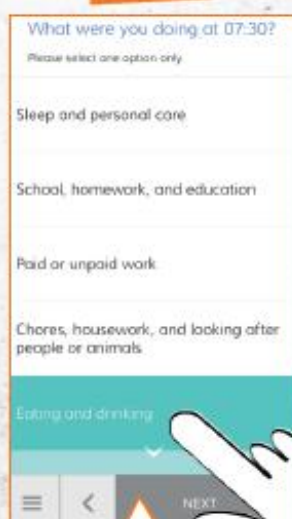 What were you doing at 07:30?
Please select one option only
Sleep and personal care
School, homework, and education
Paid or unpaid work
Chores, housework, and looking after
people or animals
Eating and drinking
NEXT